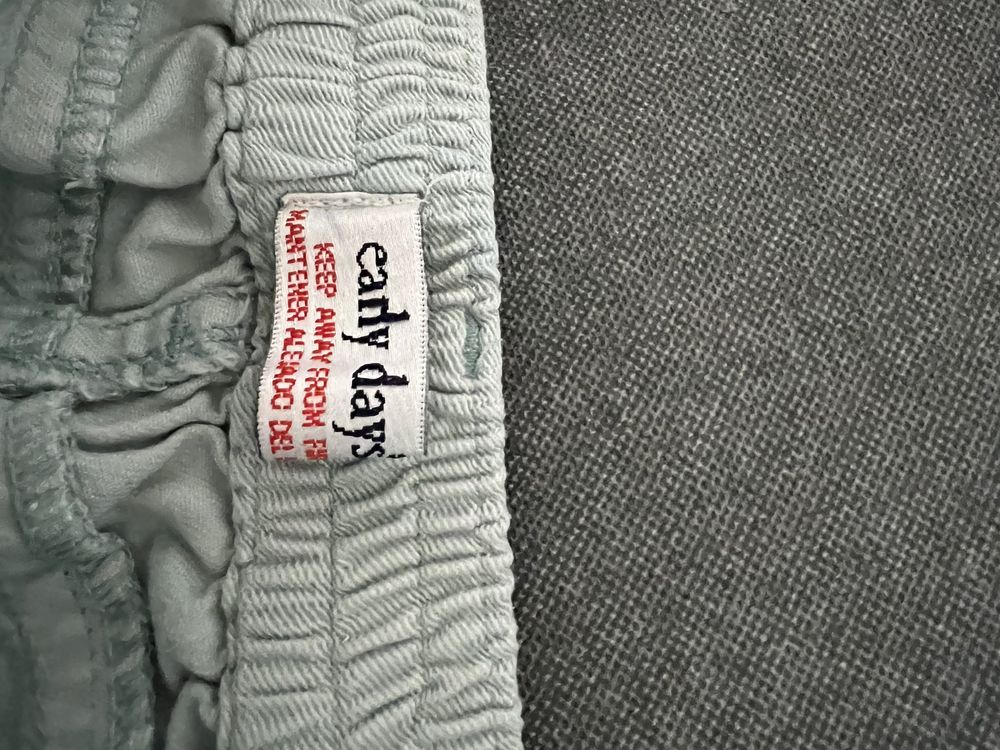 early days
KEEP AWAY FROM
MANTENER ALEJADO DEL